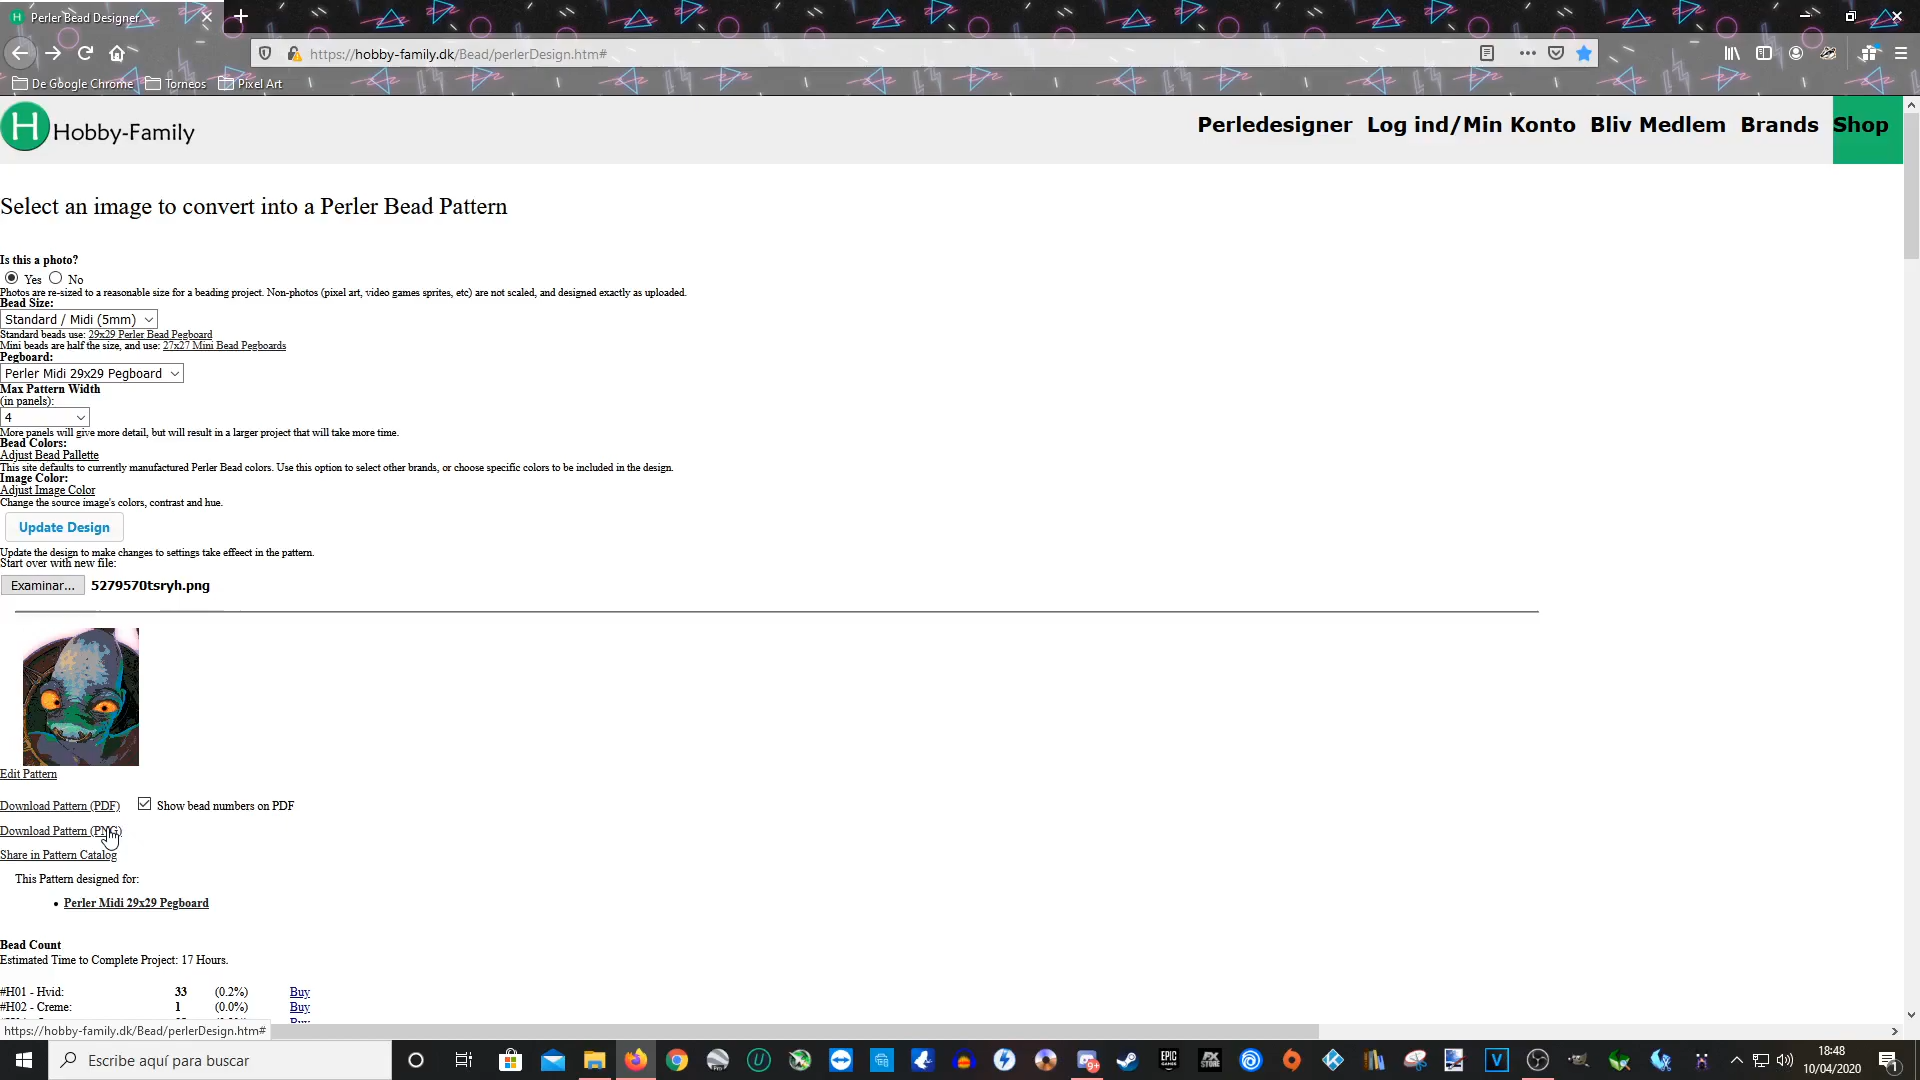 Perler Bead Designer
https://hobby-family.dk/Bead/perlerDesign.htm#
De Google Chrome
Torneos
Pixel Art
H Hobby-Family
Perledesigner
Log ind/Min Konto
Bliv Medlem
Brands
Shop
Select an image to convert into a Perler Bead Pattern
Is this a photo?
Yes No
Photos are re-sized to a reasonable size for a beading project. Non-photos (pixel art, video games sprites, etc) are not scaled, and designed exactly as uploaded.
Bead Size:
Standard / Midi (5mm)
Standard beads use: 29x29 Perler Bead Pegboard
Mini beads are half the size, and use: 27x27 Mini Bead Pegboards
Pegboard:
Perler Midi 29x29 Pegboard
Max Pattern Width
(in panels):
4
More panels will give more detail, but will result in a larger project that will take more time.
Bead Colors:
Adjust Bead Pallette
This site defaults to currently manufactured Perler Bead colors. Use this option to select other brands, or choose specific colors to be included in the design.
Image Color:
Adjust Image Color
Change the source image's colors, contrast and hue.
Update Design
Update the design to make changes to settings take effeect in the pattern.
Start over with new file:
Examinar... 5279570tsryh.png
Edit Pattern
Download Pattern (PDF) Show bead numbers on PDF
Download Pattern (PNG)
Share in Pattern Catalog
This Pattern designed for:
Perler Midi 29x29 Pegboard
Bead Count
Estimated Time to Complete Project: 17 Hours.
#H01 - Hvid: 33 (0.2%) Buy
#H02 - Creme: 1 (0.0%) Buy
https://hobby-family.dk/Bead/perlerDesign.htm#
Escribe aquí para buscar
EPIC GAMES
FX STORE
18:48
10/04/2020